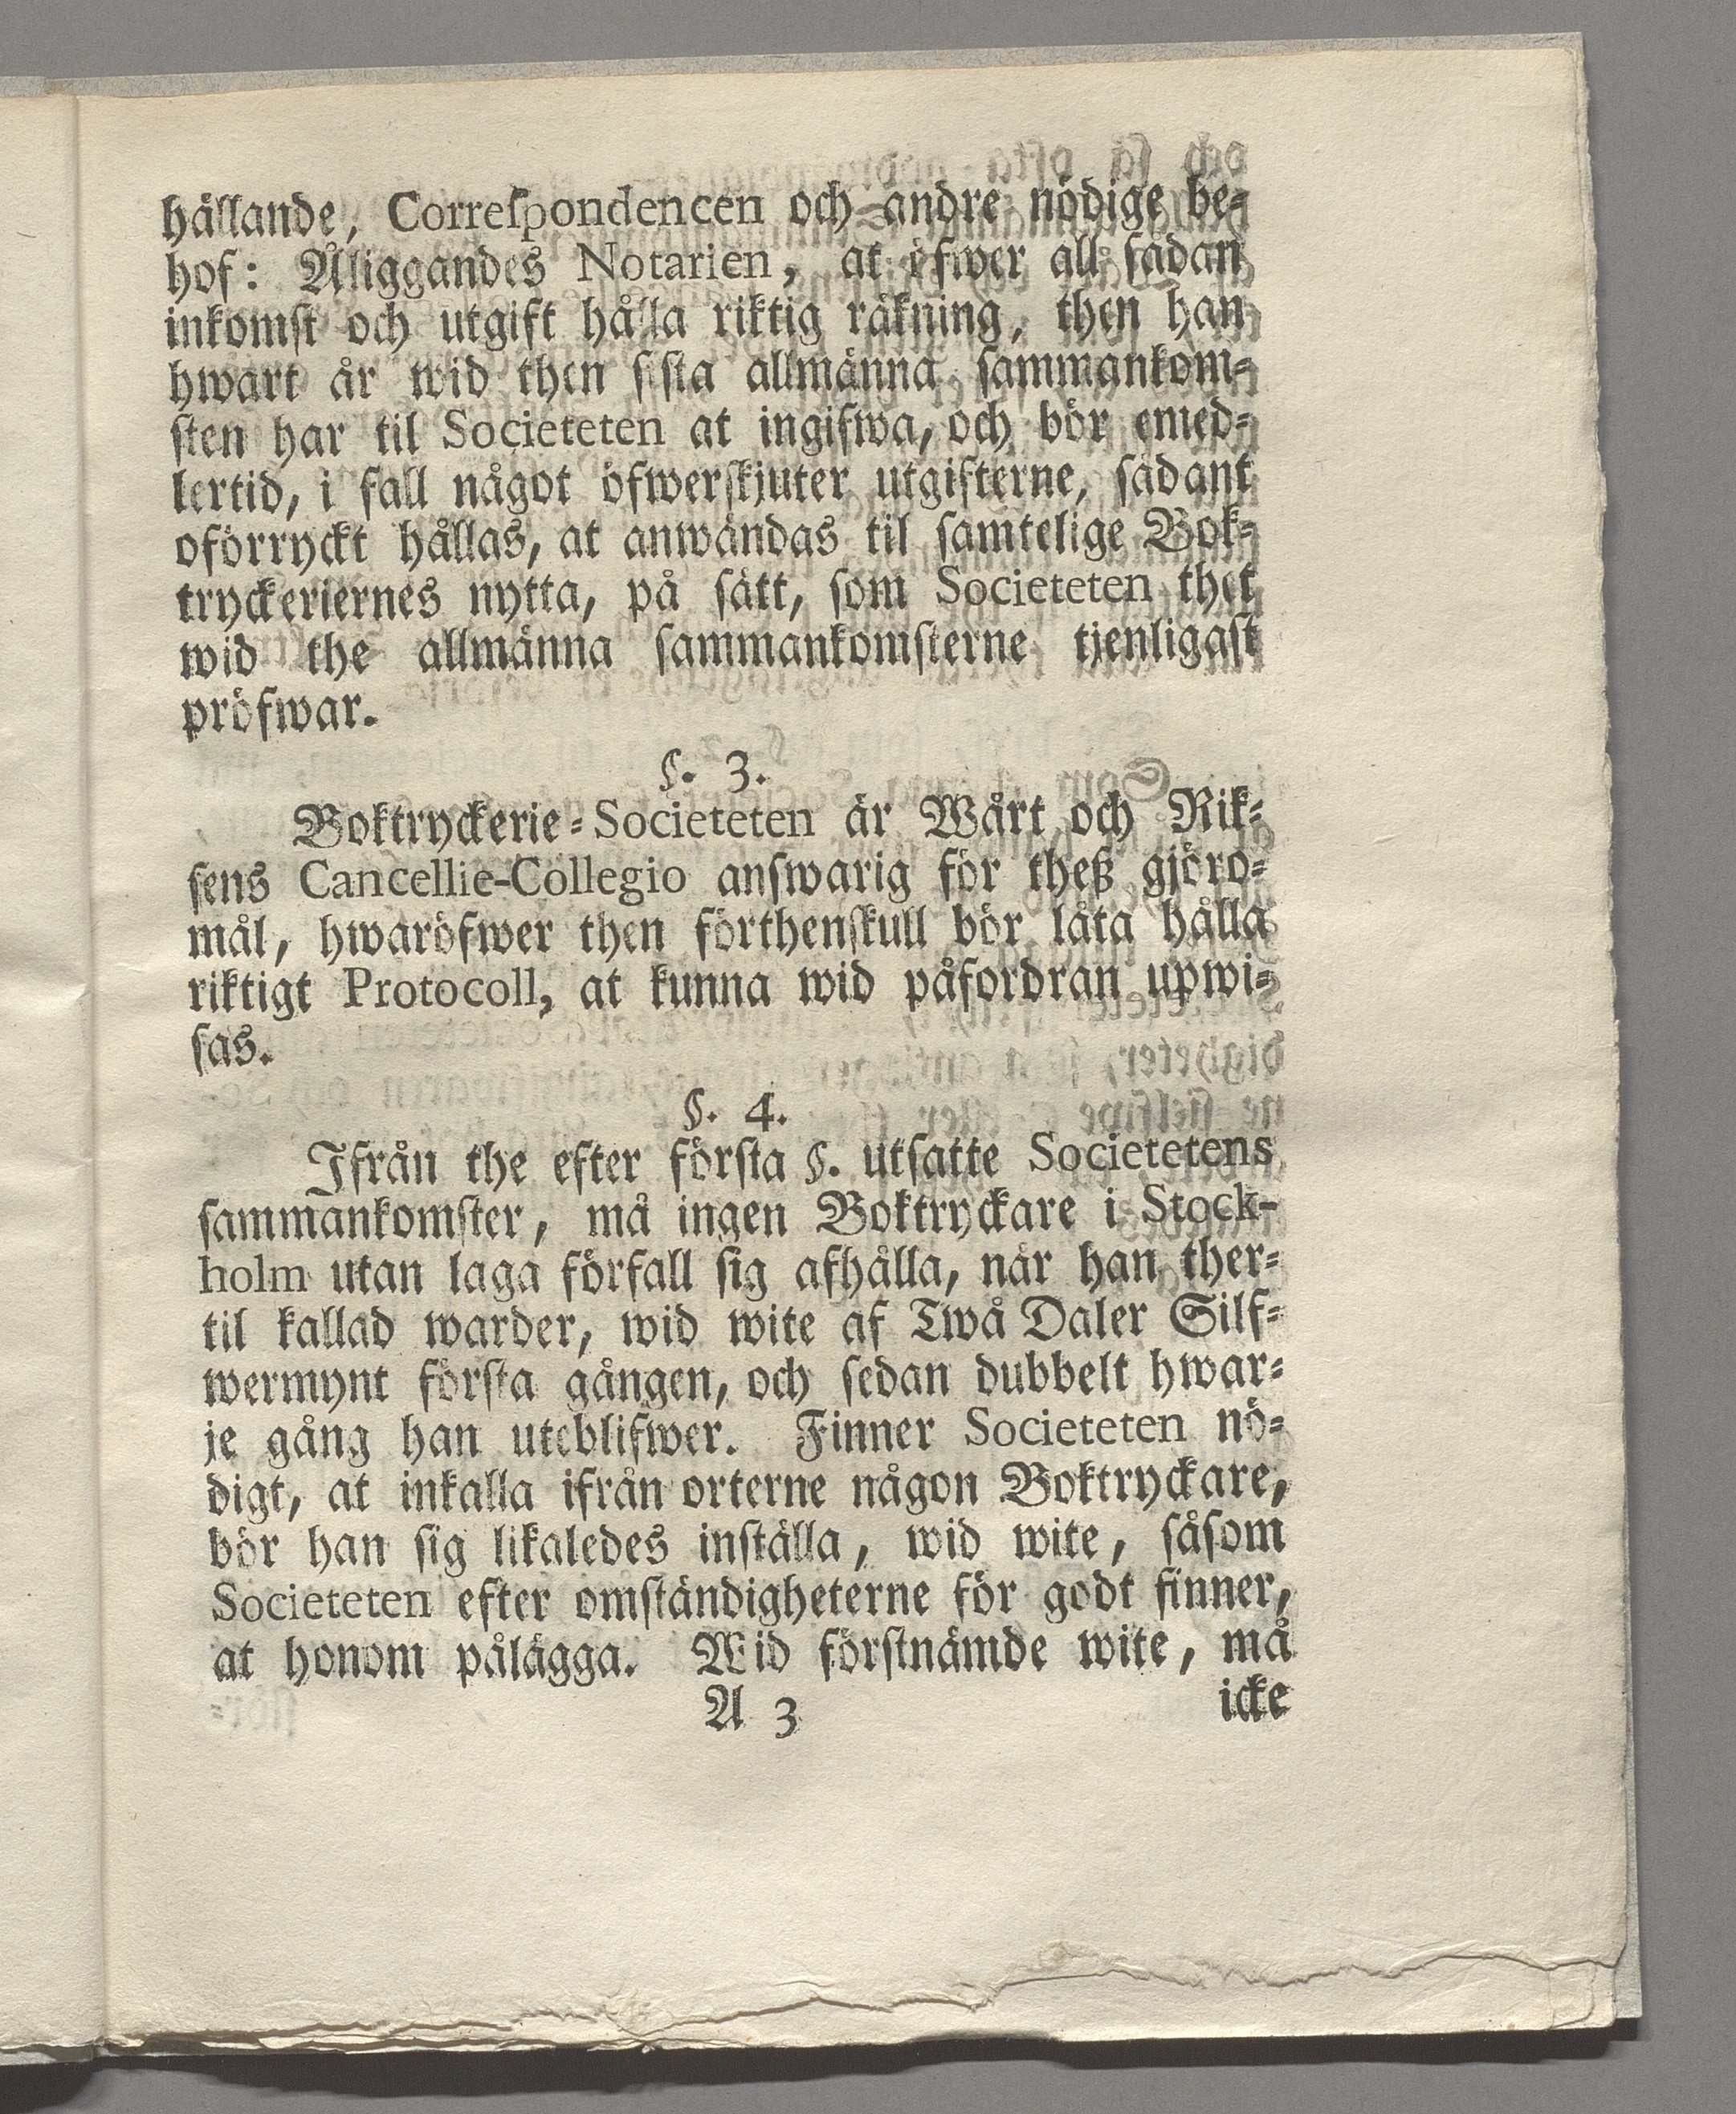 hållande, Correspondencen och andre nödige be-
hof: Åliggandes Notarien, at öfwer all sådan
inkomst och utgift hålla riktig räkning, then han
hwart år wid then sista allmänna sammankom-
sten har til Societeten at ingifwa, och bör emed-
lertid, i fall något öfwerskjuter utgifterne, sådant
oförryckt hållas, at anwändas til samtelige Bok-
tryckeriernes nytta, på sätt, som Societeten thet
wid the allmänna sammankomsterne tjenligast
pröfwar.
§. 3.
Boktryckerie-Societeten är Wårt och Rik-
sens Cancellie-Collegio answarig för theß gjöro-
mål, hwaröfwer then förthenskull bör låta hålla
riktigt Protocoll, at kunna wid påfordran upwi-
sas.
§. 4.
Ifrån the efter första §. utsatte Societetens
sammankomster, må ingen Boktryckare i Stock-
holm utan laga förfall sig afhålla, när han ther-
til kallad warder, wid wite af Twå Daler Silf-
wermynt första gången, och sedan dubbelt hwar-
je gång han uteblifwer. Finner Societeten nö-
digt, at inkalla ifrån orterne någon Boktryckare,
bör han sig likaledes inställa, wid wite, såsom
Societeten efter omständigheterne för godt finner,
at honom pålägga. Wid förstnämde wite, må
A 3 icke